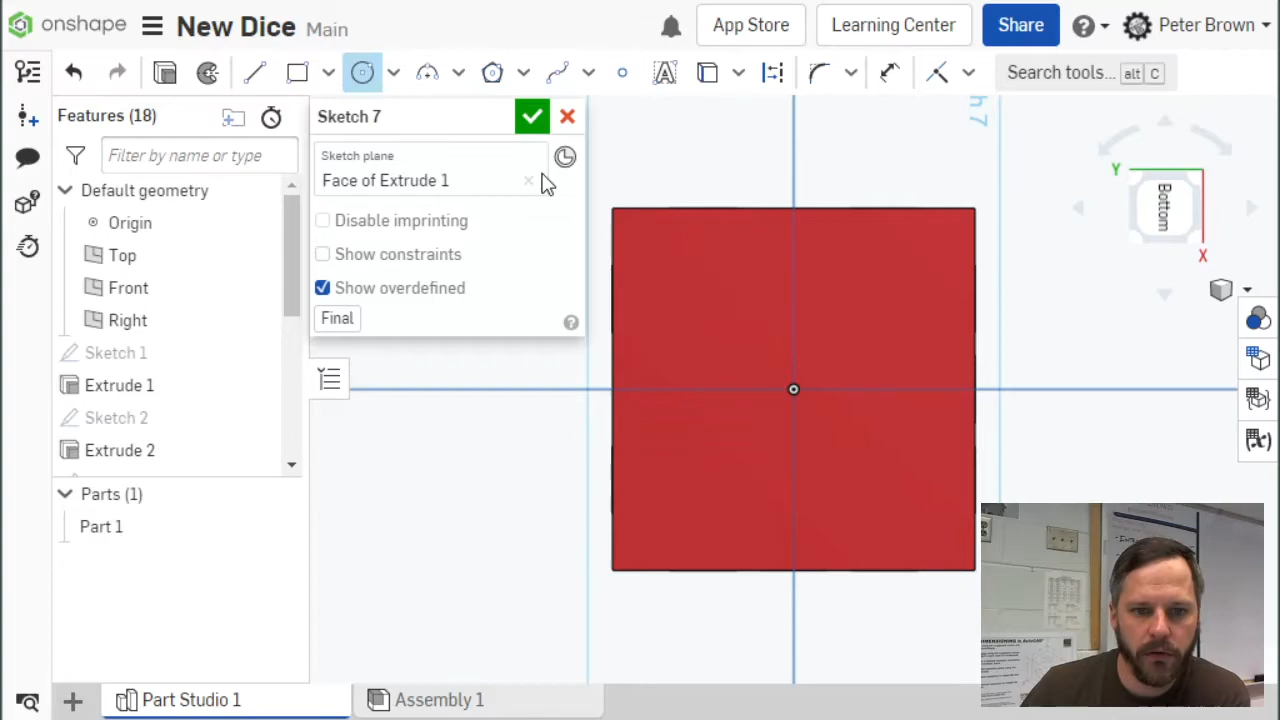 onshape New Dice Main App Store Learning Center Share ? Peter Brown
Search tools... alt C
Features (18)
Filter by name or type
Default geometry
Origin
Top
Front
Right
Sketch 1
Extrude 1
Sketch 2
Extrude 2
Parts (1)
Part 1
Sketch 7
Sketch plane
Face of Extrude 1
Disable imprinting
Show constraints
Show overdefined
Final
Y
Bottom
X
(x)
Part Studio 1
Assembly 1